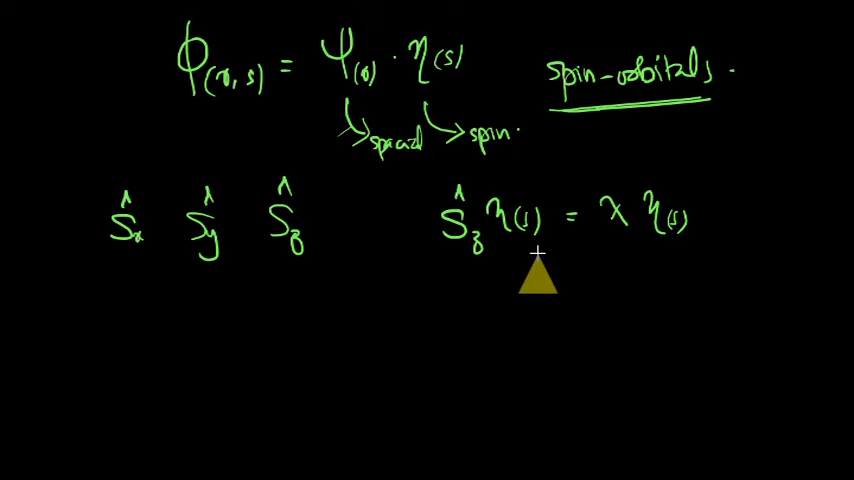 ϕ(r, s) = ψ(r) · η(s) spin-orbitals.
spacial spin.
Ŝx Ŝy Ŝz Ŝz η(s) = λ η(s)